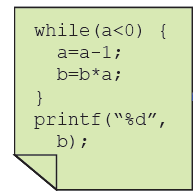 while(a<0) {
  a=a-1;
  b=b*a;
}
printf(“%d”,
  b);